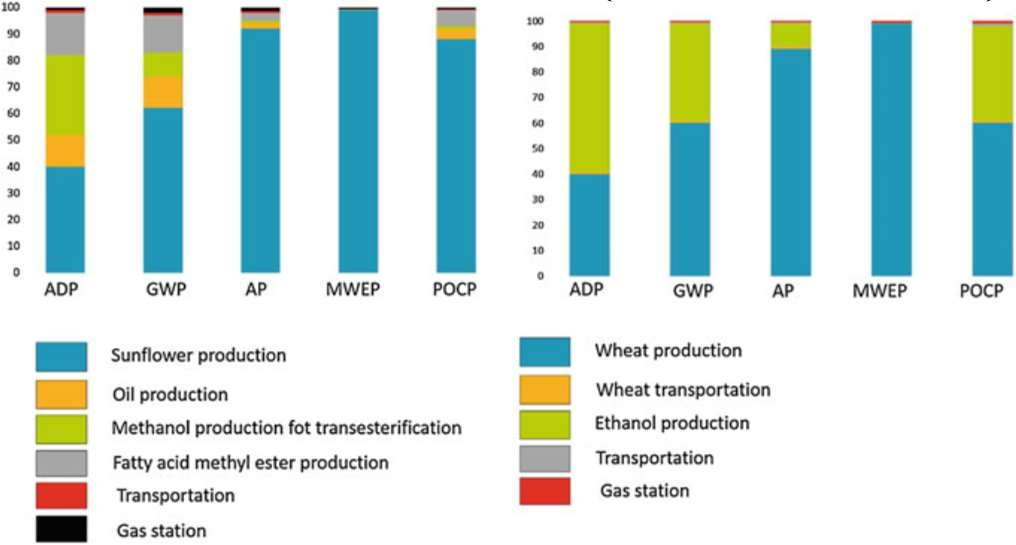 100
90
80
70
60
50
40
30
20
10
0
ADP GWP AP MWEP POCP
100
90
80
70
60
50
40
30
20
10
0
ADP GWP AP MWEP POCP
Sunflower production
Oil production
Methanol production fot transesterification
Fatty acid methyl ester production
Transportation
Gas station
Wheat production
Wheat transportation
Ethanol production
Transportation
Gas station